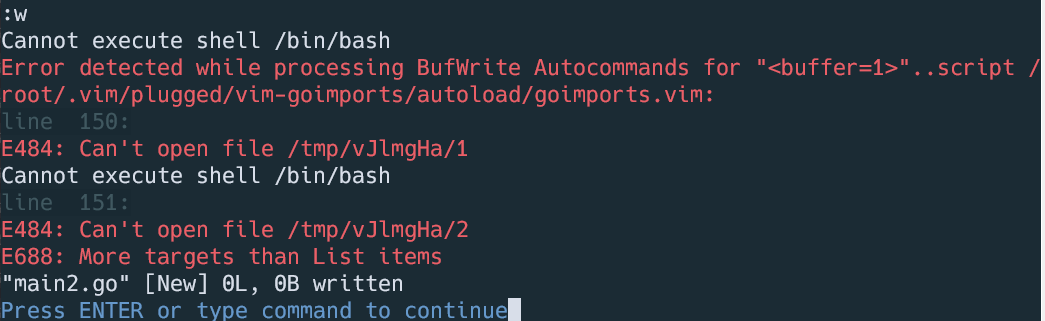 :w
Cannot execute shell /bin/bash
Error detected while processing BufWrite Autocommands for "<buffer=1>"..script /
root/.vim/plugged/vim-goimports/autoload/goimports.vim:
line  150:
E484: Can't open file /tmp/vJlmgHa/1
Cannot execute shell /bin/bash
line  151:
E484: Can't open file /tmp/vJlmgHa/2
E688: More targets than List items
"main2.go" [New] 0L, 0B written
Press ENTER or type command to continue